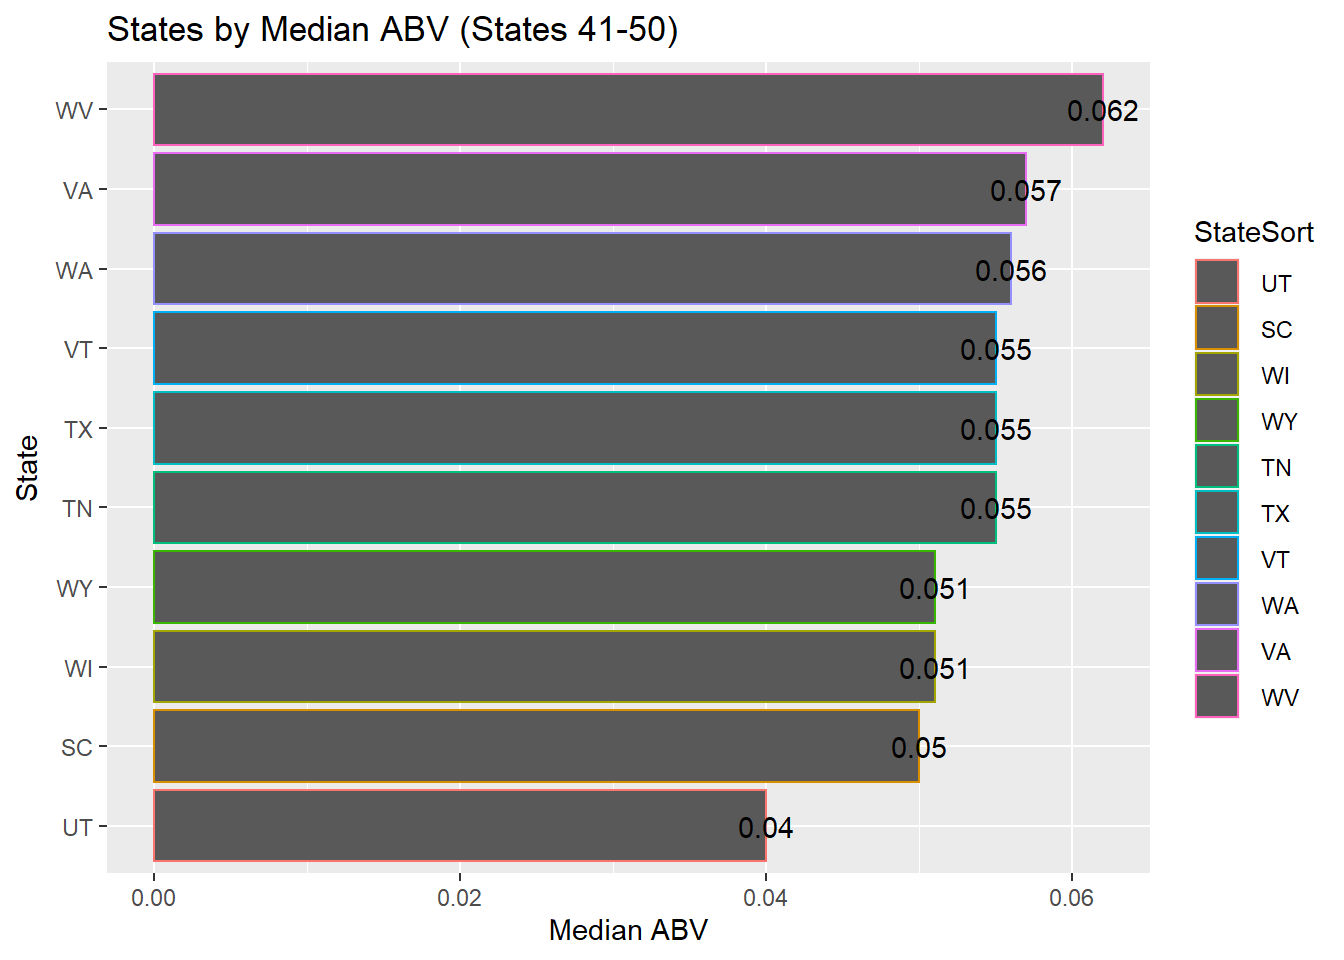 States by Median ABV (States 41-50)
WV
0.062
VA
0.057
WA
0.056
VT
0.055
TX
0.055
TN
0.055
WY
0.051
WI
0.051
SC
0.05
UT
0.04
0.00
0.02
0.04
0.06
Median ABV
State
StateSort
UT
SC
WI
WY
TN
TX
VT
WA
VA
WV